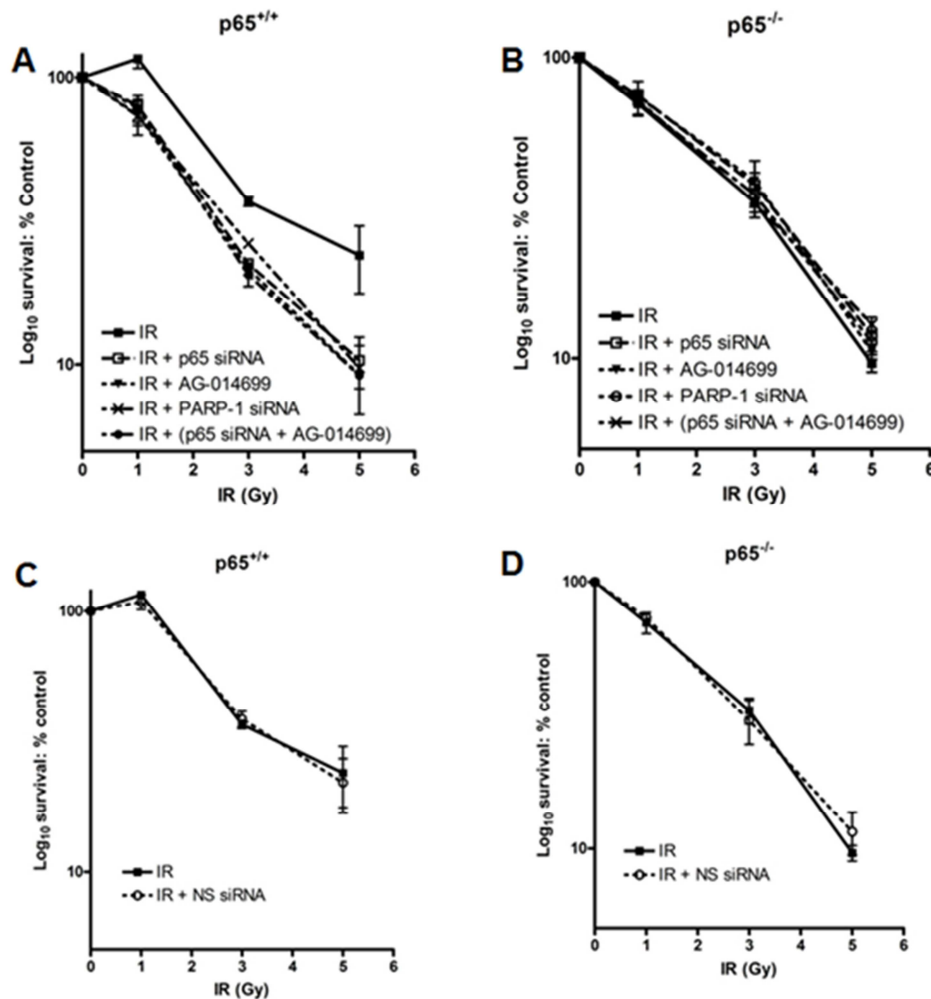 p65+/+
A
100
10
Log10 survival: % Control
IR
IR + p65 siRNA
IR + AG-014699
IR + PARP-1 siRNA
IR + (p65 siRNA + AG-014699)
0 1 2 3 4 5 6
IR (Gy)
p65-/-
B
100
10
Log10 survival: % Control
IR
IR + p65 siRNA
IR + AG-014699
IR + PARP-1 siRNA
IR + (p65 siRNA + AG-014699)
0 1 2 3 4 5 6
IR (Gy)
p65+/+
C
100
10
Log10 survival: % control
IR
IR + NS siRNA
0 1 2 3 4 5 6
IR (Gy)
p65-/-
D
100
10
Log10 survival: % control
IR
IR + NS siRNA
0 1 2 3 4 5 6
IR (Gy)